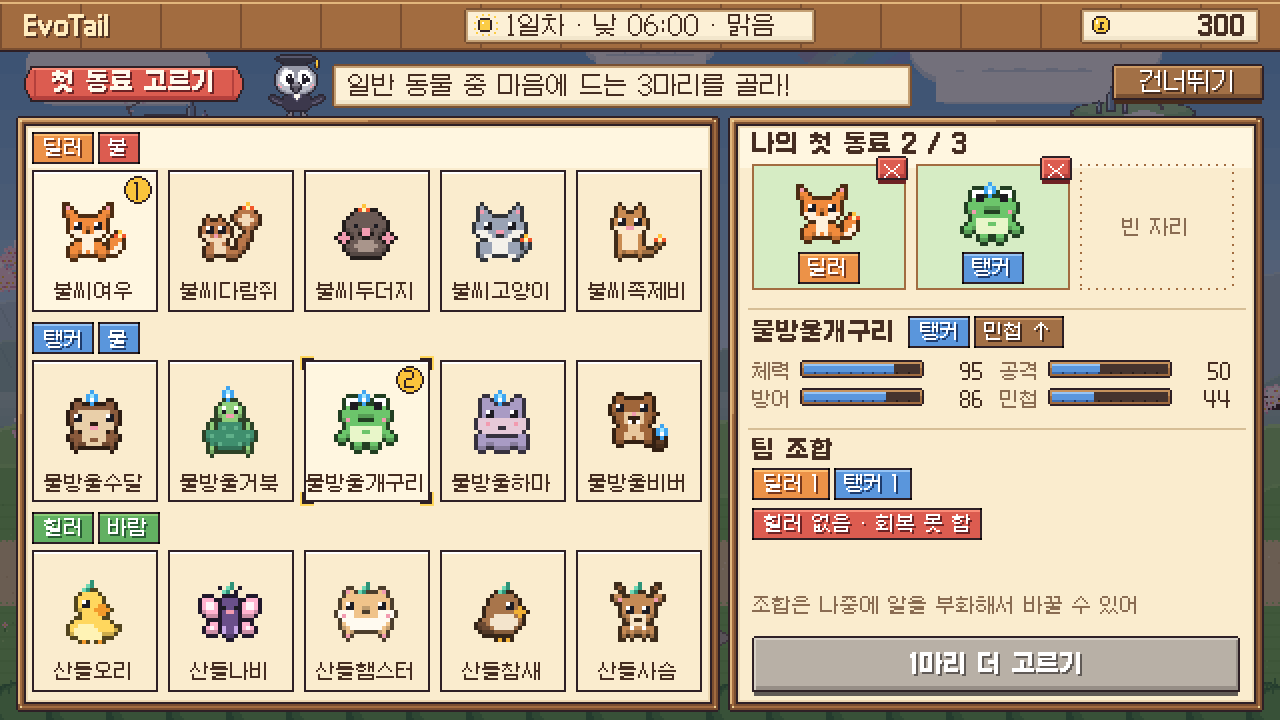 EvoTail
1일차 · 낮 06:00 · 맑음
300
첫 동료 고르기
일반 동물 중 마음에 드는 3마리를 골라!
건너뛰기
딜러 불
1
불씨여우 불씨다람쥐 불씨두더지 불씨고양이 불씨족제비
탱커 물
2
물방울수달 물방울거북 물방울개구리 물방울하마 물방울비버
힐러 바람
산들오리 산들나비 산들햄스터 산들참새 산들사슴
나의 첫 동료 2 / 3
딜러 탱커 빈 자리
물방울개구리 탱커 민첩 ↑
체력 95 공격 50
방어 86 민첩 44
팀 조합
딜러 1 탱커 1
힐러 없음 · 회복 못 함
조합은 나중에 알을 부화해서 바꿀 수 있어
1마리 더 고르기